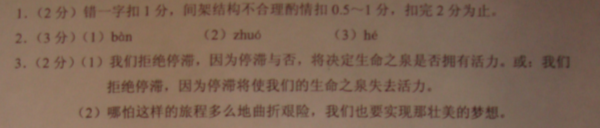 1.（2分）错一字扣1分，间架结构不合理酌情扣0.5～1分，扣完2分为止。
2.（3分）（1）bèn （2）zhuó （3）hé
3.（2分）（1）我们拒绝停滞，因为停滞与否，将决定生命之泉是否拥有活力。或：我们
拒绝停滞，因为停滞将使我们的生命之泉失去活力。
（2）哪怕这样的旅程多么地曲折艰险，我们也要实现那壮美的梦想。